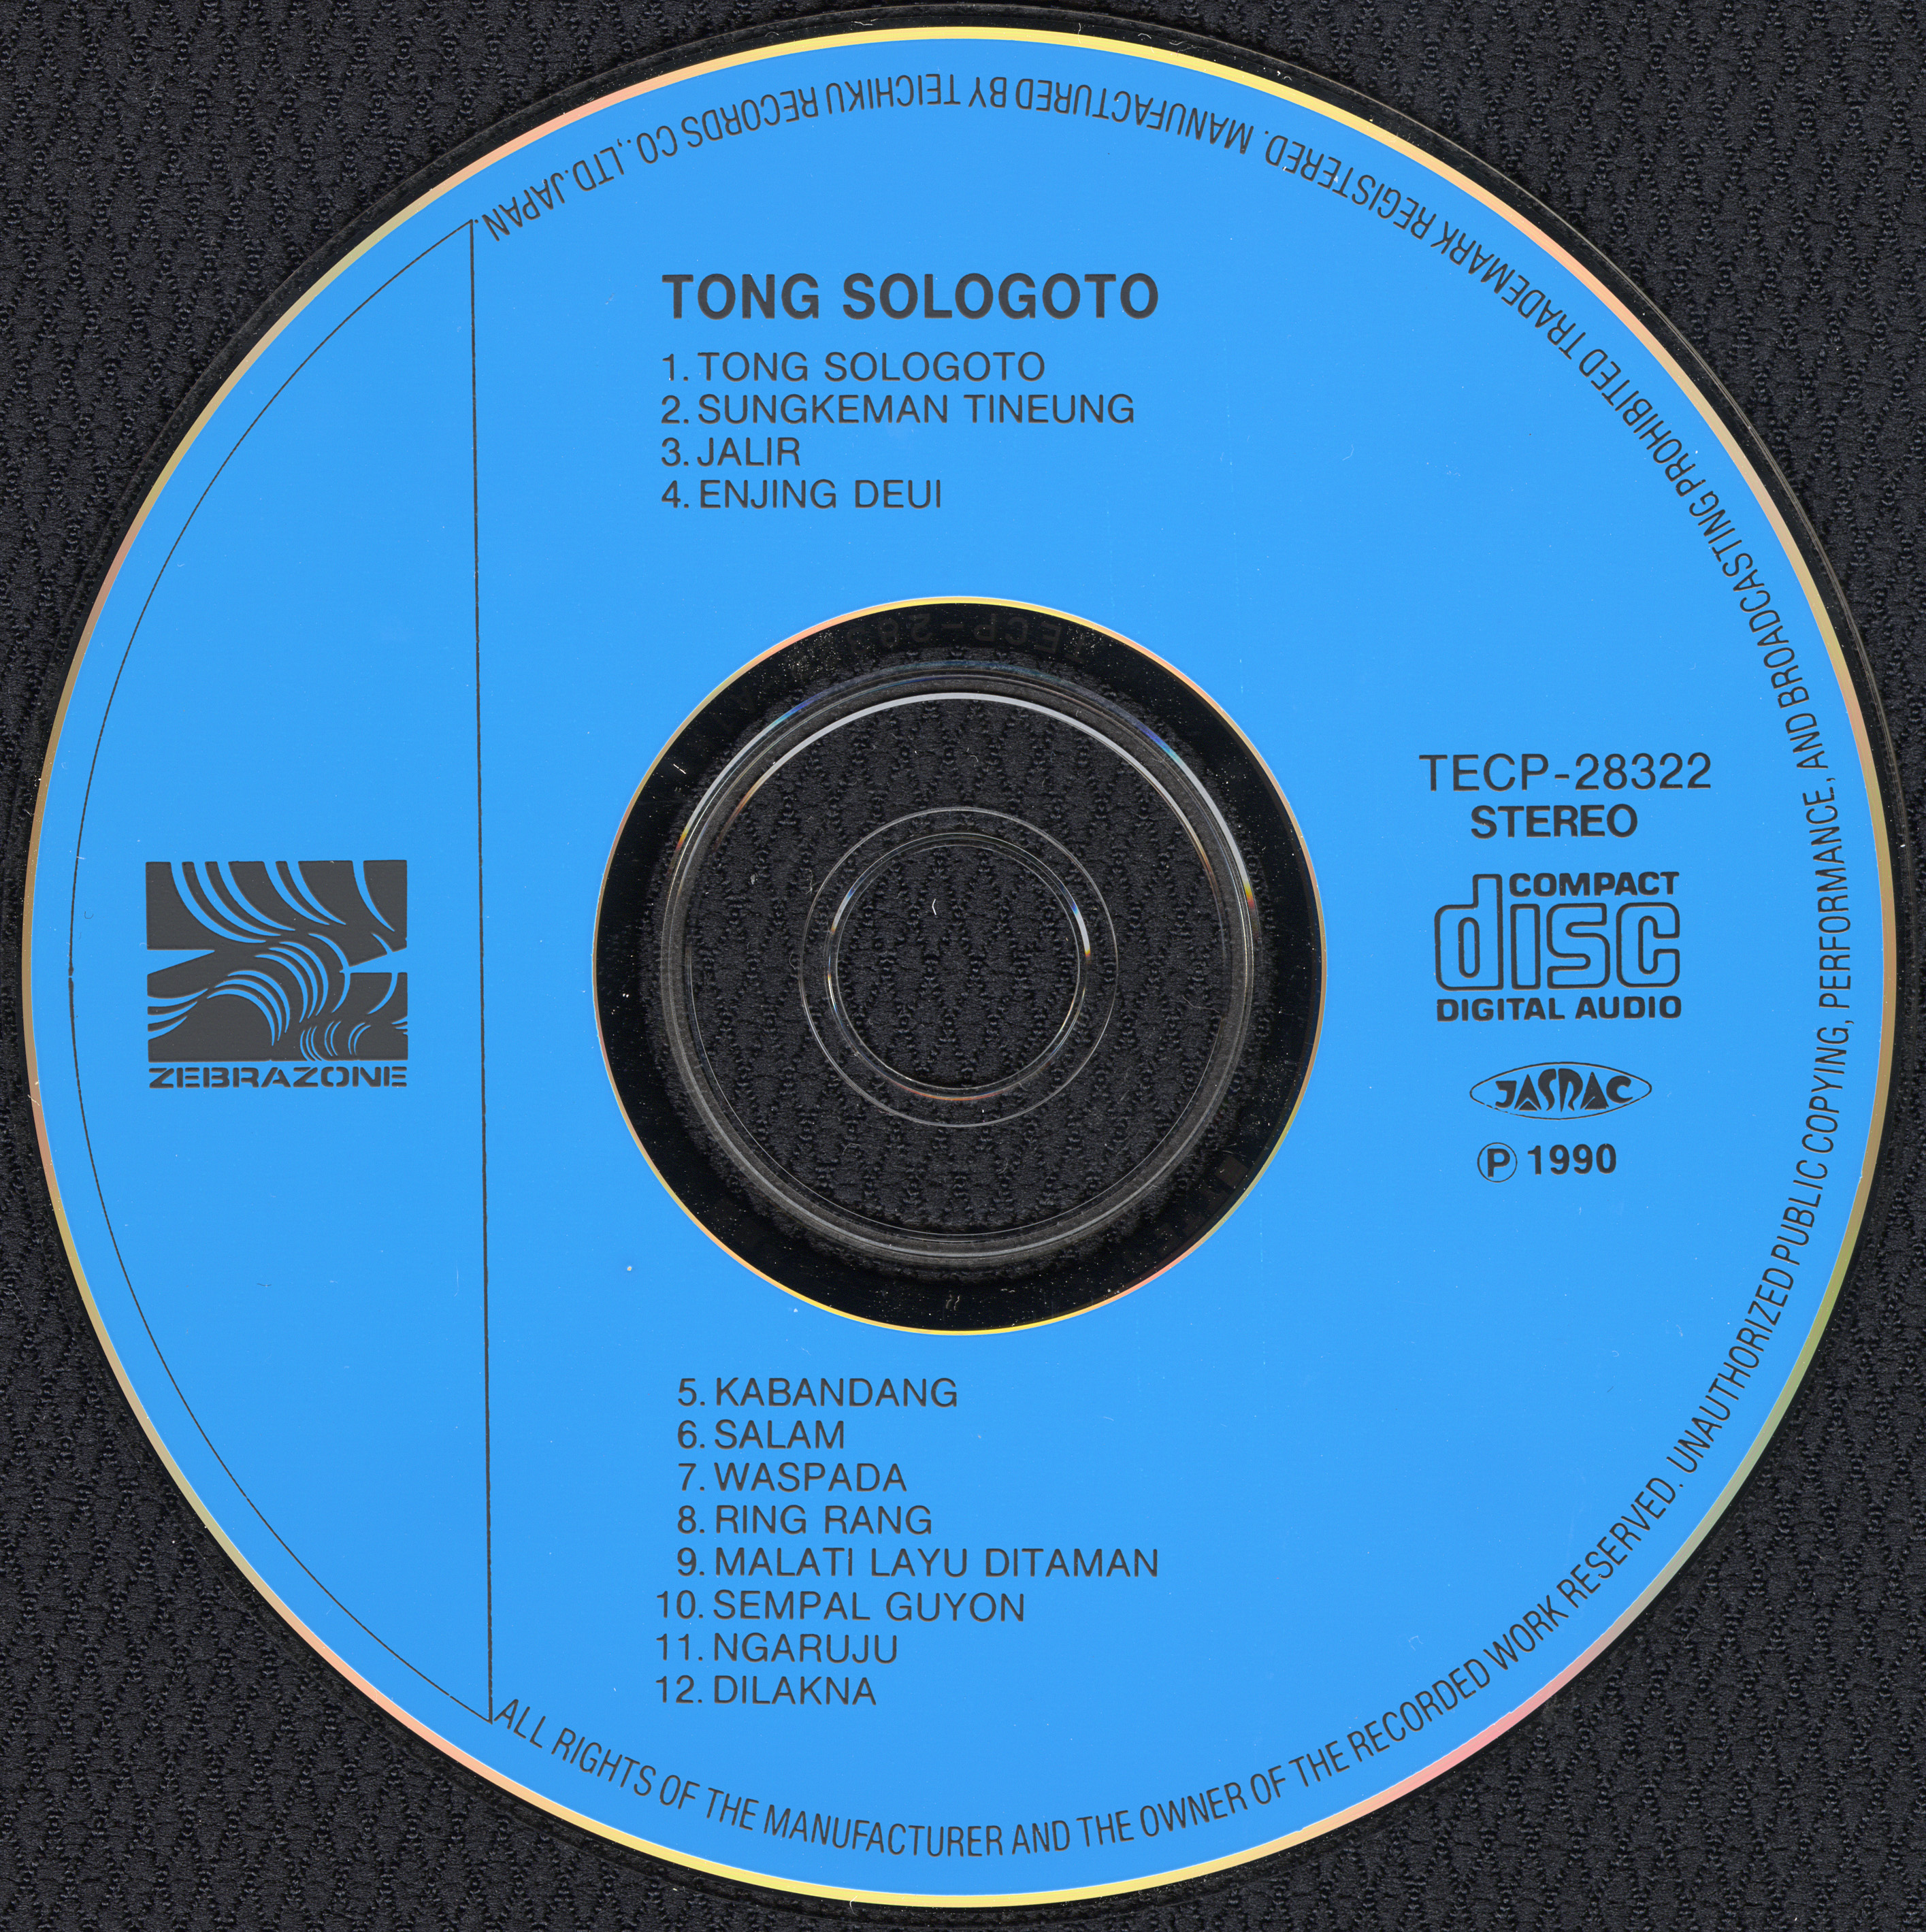 TONG SOLOGOTO
1. TONG SOLOGOTO
2. SUNGKEMAN TINEUNG
3. JALIR
4. ENJING DEUI
TECP-28322
STEREO
COMPACT
disc
DIGITAL AUDIO
JASRAC
Ⓟ 1990
ZEBRAZONE
5. KABANDANG
6. SALAM
7. WASPADA
8. RING RANG
9. MALATI LAYU DITAMAN
10. SEMPAL GUYON
11. NGARUJU
12. DILAKNA
ALL RIGHTS OF THE MANUFACTURER AND THE OWNER OF THE RECORDED WORK RESERVED. UNAUTHORIZED PUBLIC COPYING, PERFORMANCE, AND BROADCASTING PROHIBITED TRADEMARK REGISTERED. MANUFACTURED BY TEICHIKU RECORDS CO., LTD. JAPAN.